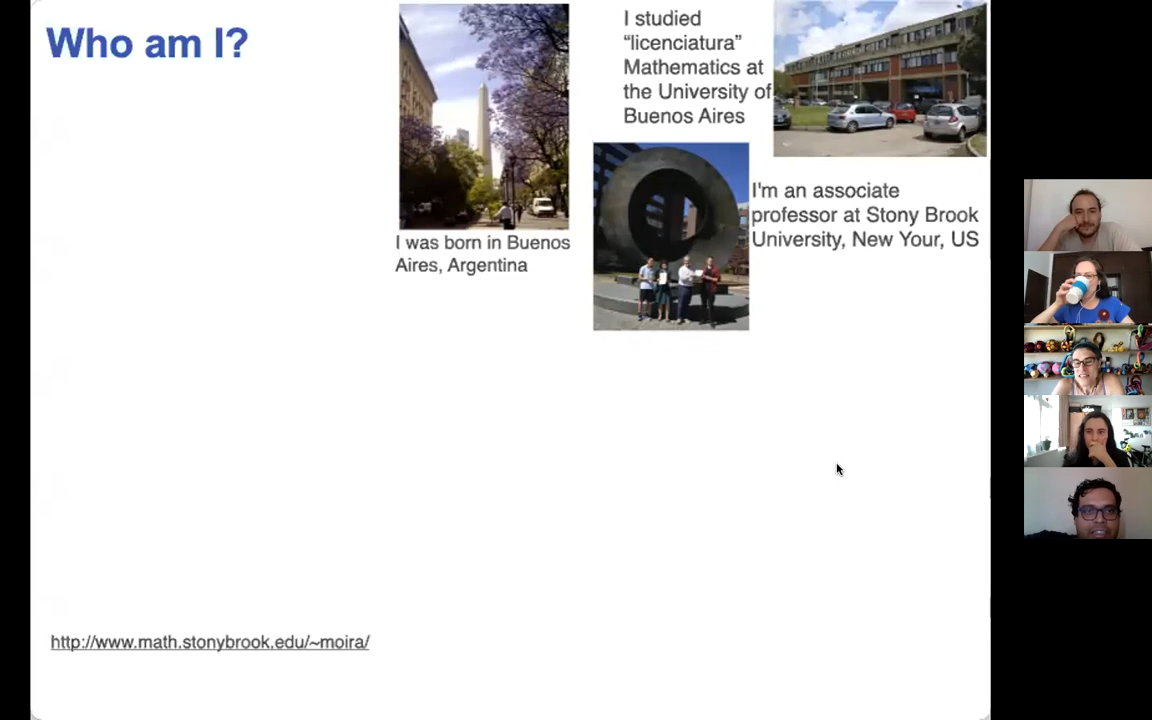 Who am I?
I was born in Buenos
Aires, Argentina
I studied
“licenciatura”
Mathematics at
the University of
Buenos Aires
I'm an associate
professor at Stony Brook
University, New Your, US
http://www.math.stonybrook.edu/~moira/